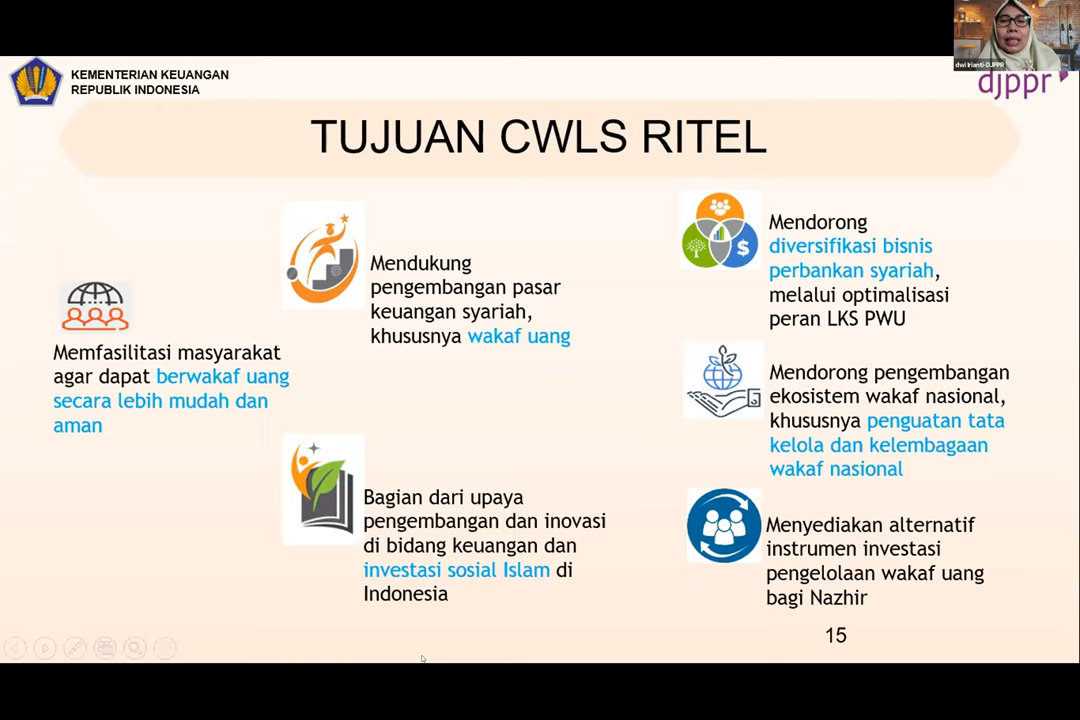 dwi Irianti-DJPPR
KEMENTERIAN KEUANGAN
REPUBLIK INDONESIA
djppr
TUJUAN CWLS RITEL
Memfasilitasi masyarakat
agar dapat berwakaf uang
secara lebih mudah dan
aman
Mendukung
pengembangan pasar
keuangan syariah,
khususnya wakaf uang
Bagian dari upaya
pengembangan dan inovasi
di bidang keuangan dan
investasi sosial Islam di
Indonesia
Mendorong
diversifikasi bisnis
perbankan syariah,
melalui optimalisasi
peran LKS PWU
Mendorong pengembangan
ekosistem wakaf nasional,
khususnya penguatan tata
kelola dan kelembagaan
wakaf nasional
Menyediakan alternatif
instrumen investasi
pengelolaan wakaf uang
bagi Nazhir
15